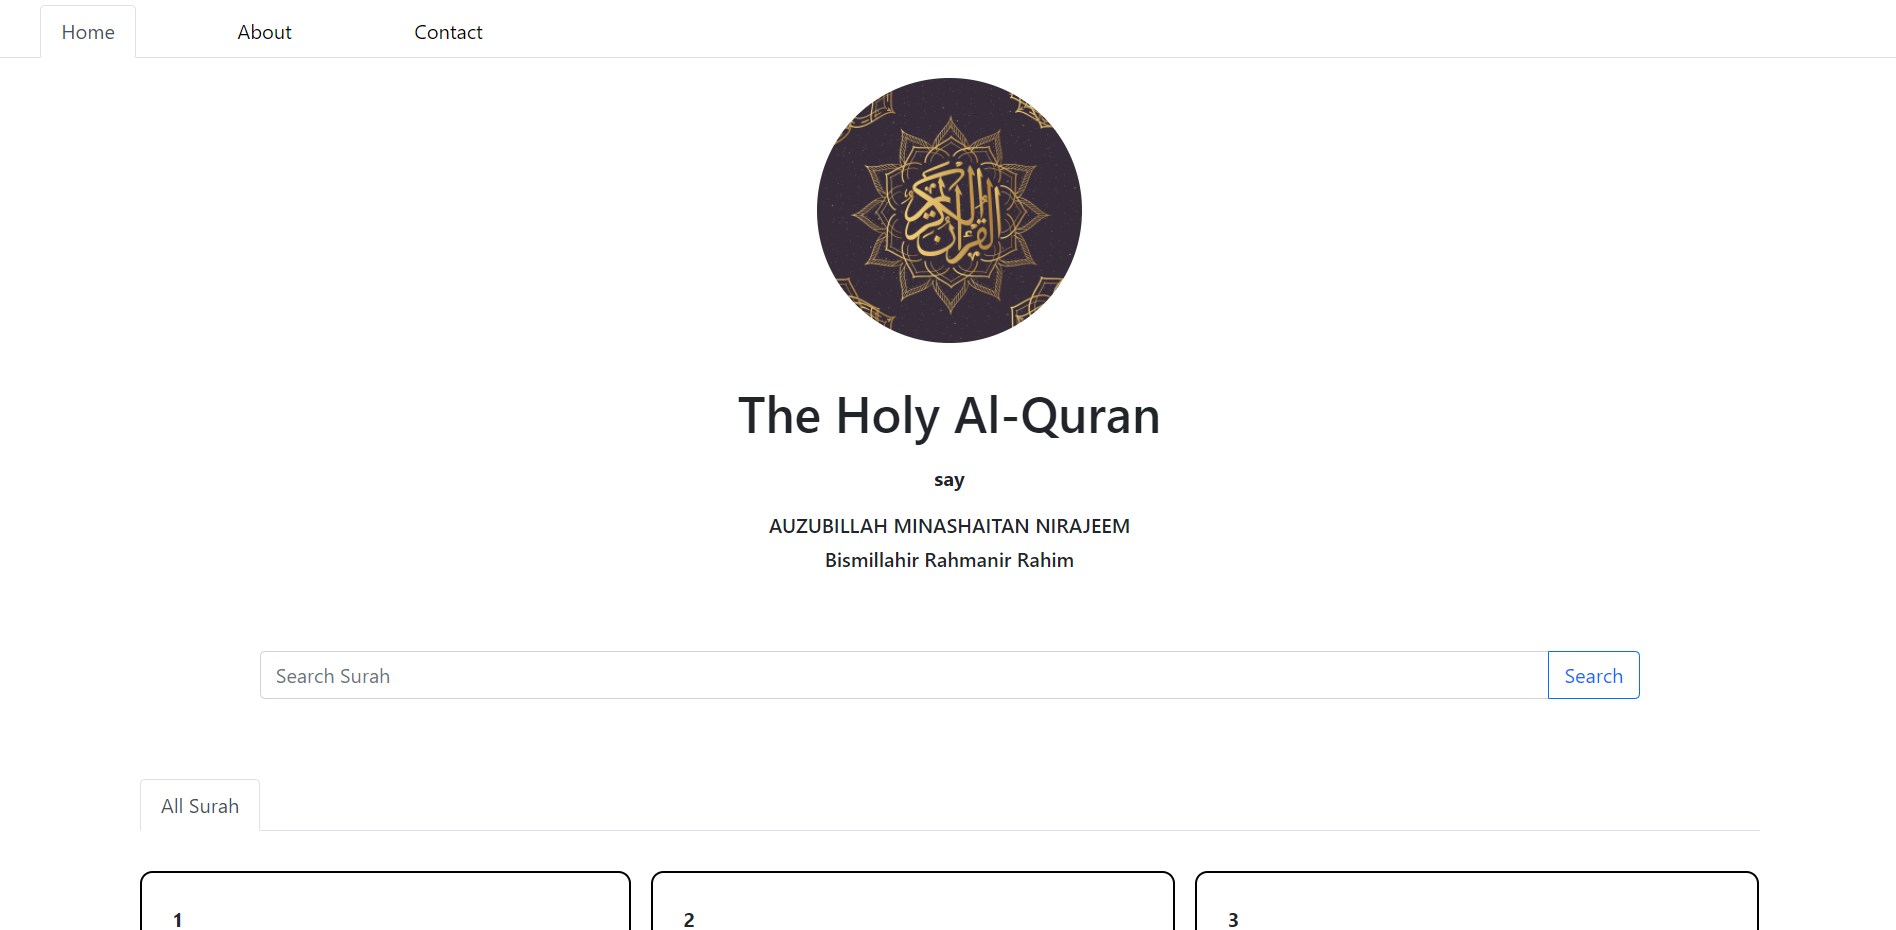 Home About Contact
القرآن الكريم
The Holy Al-Quran
say
AUZUBILLAH MINASHAITAN NIRAJEEM
Bismillahir Rahmanir Rahim
Search Surah Search
All Surah
1 2 3